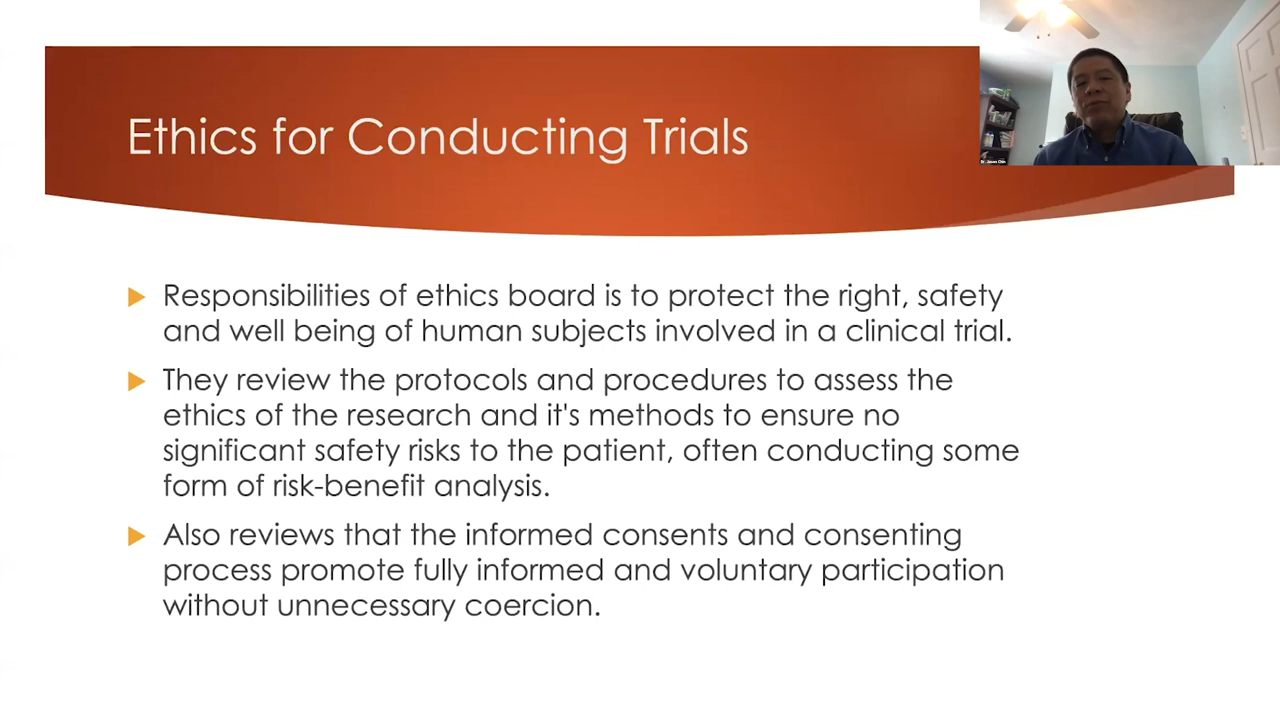 Ethics for Conducting Trials
Responsibilities of ethics board is to protect the right, safety
and well being of human subjects involved in a clinical trial.
They review the protocols and procedures to assess the
ethics of the research and it's methods to ensure no
significant safety risks to the patient, often conducting some
form of risk-benefit analysis.
Also reviews that the informed consents and consenting
process promote fully informed and voluntary participation
without unnecessary coercion.